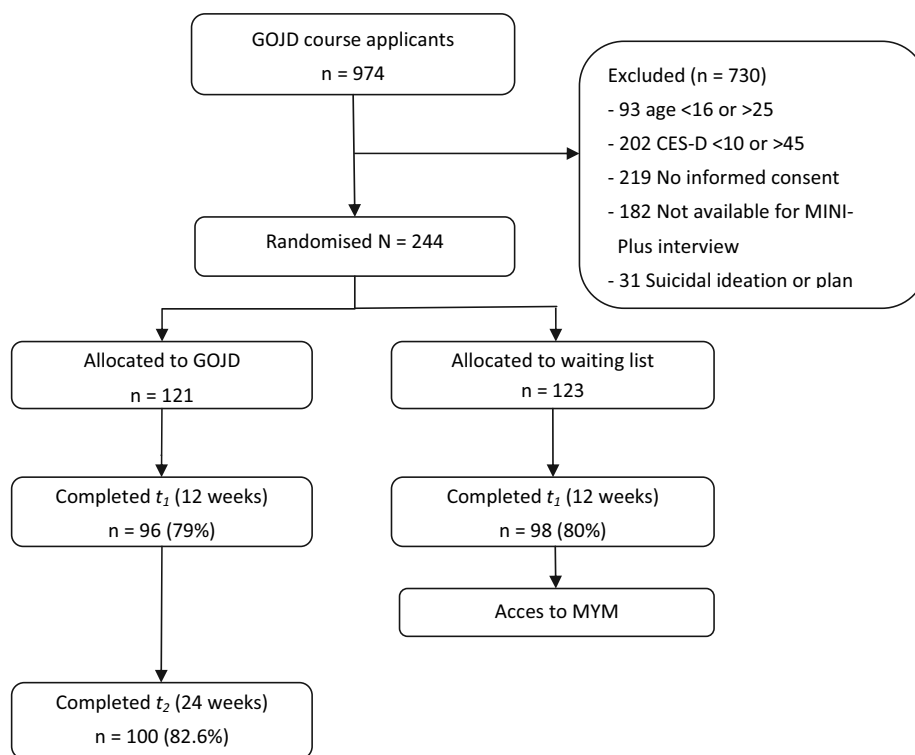 GOJD course applicants
n = 974
Excluded (n = 730)
- 93 age <16 or >25
- 202 CES-D <10 or >45
- 219 No informed consent
- 182 Not available for MINI-
Plus interview
- 31 Suicidal ideation or plan
Randomised N = 244
Allocated to GOJD
n = 121
Allocated to waiting list
n = 123
Completed t₁ (12 weeks)
n = 96 (79%)
Completed t₁ (12 weeks)
n = 98 (80%)
Acces to MYM
Completed t₂ (24 weeks)
n = 100 (82.6%)